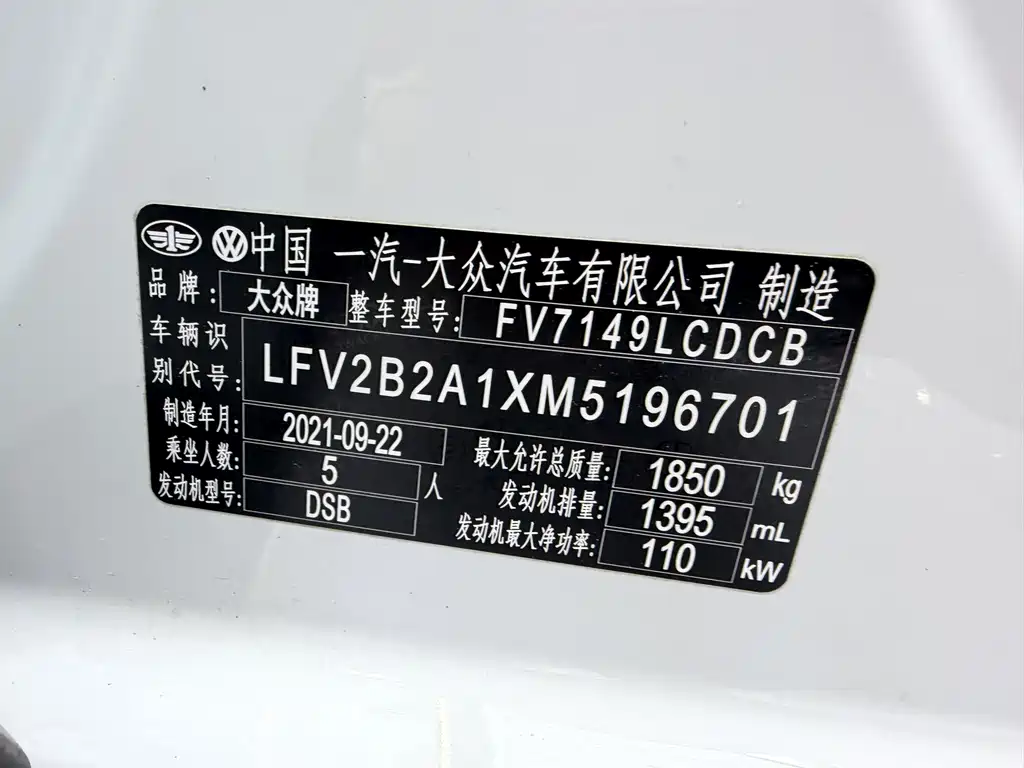 中国 一汽-大众汽车有限公司 制造
品牌: 大众牌 整车型号: FV7149LCDCB
车辆识别代号: LFV2B2A1XM5196701
制造年月: 2021-09-22
乘坐人数: 5 人 最大允许总质量: 1850 kg
发动机型号: DSB 发动机排量: 1395 mL
发动机最大净功率: 110 kW